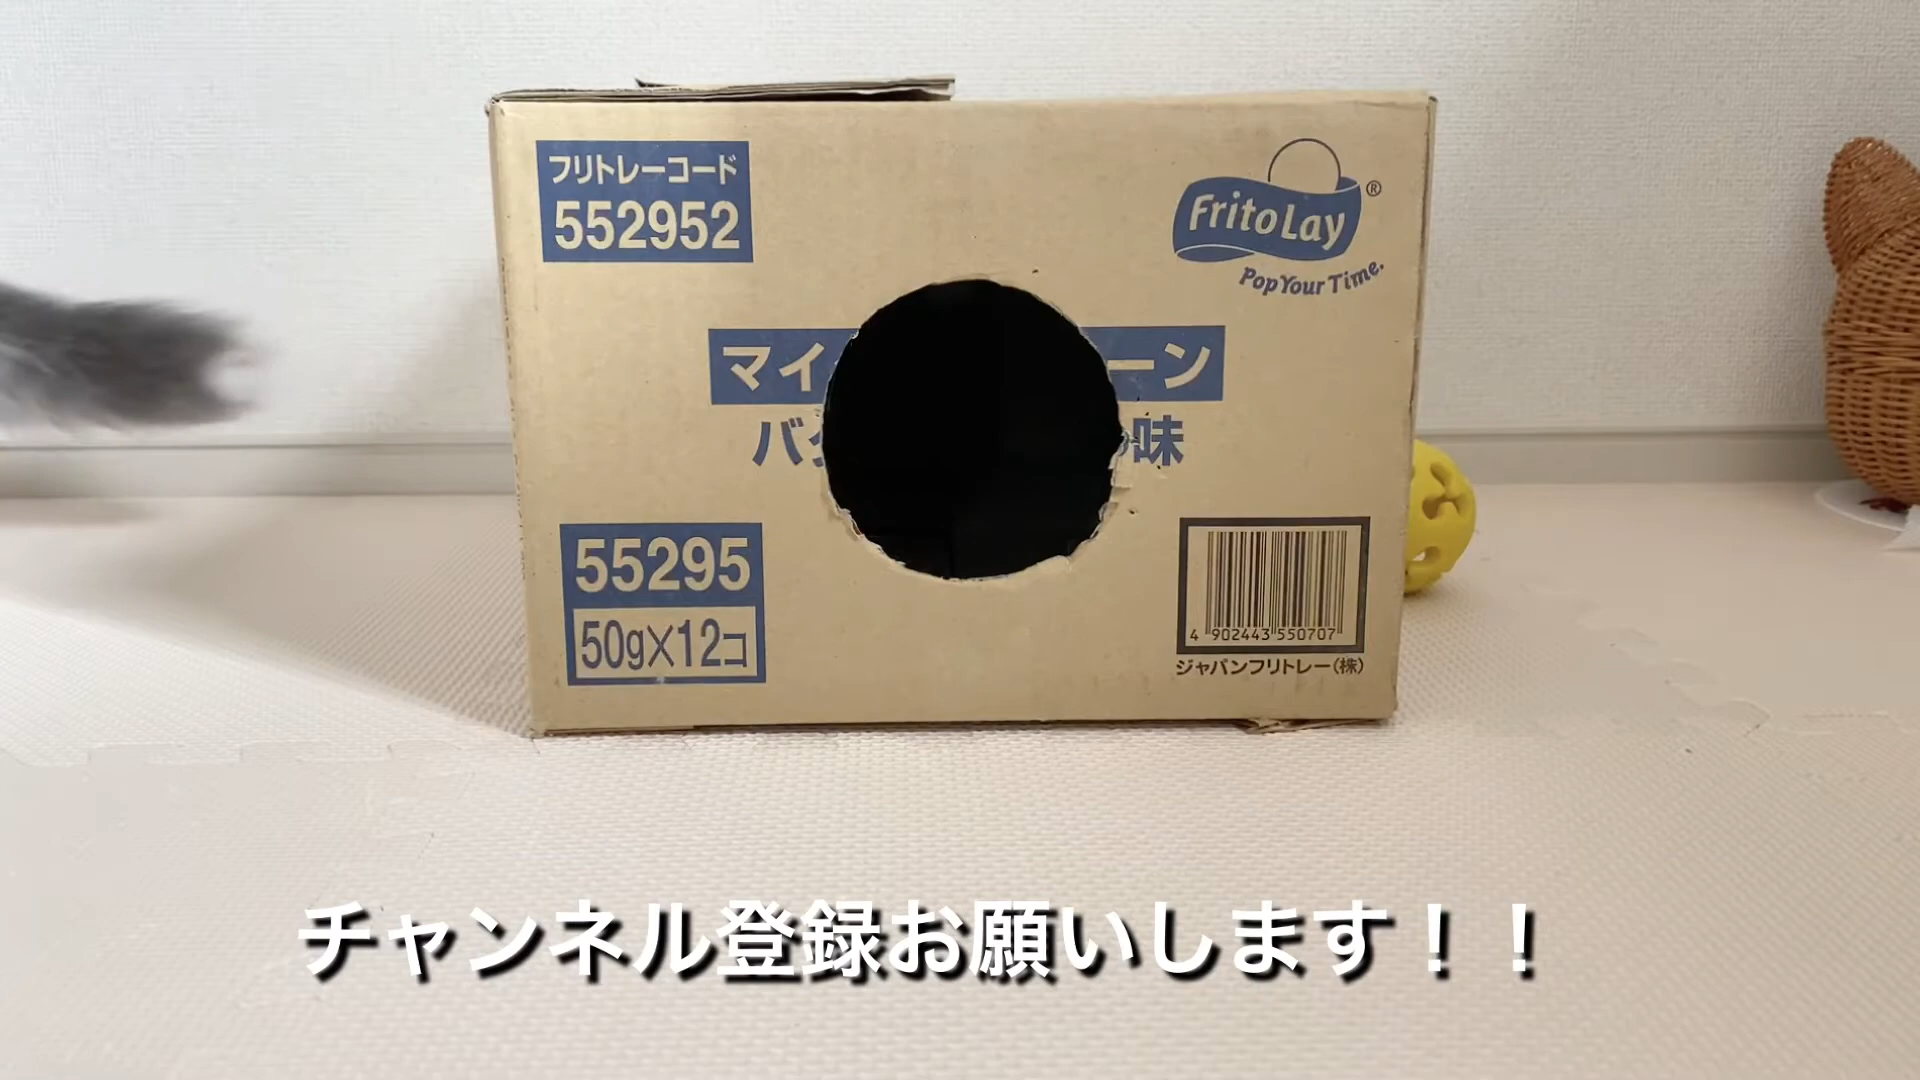 フリトレーコード
552952
FritoLay®
Pop Your Time.
マイ ーン
バタ の味
55295
50g×12コ
4 902443 550707
ジャパンフリトレー(株)
チャンネル登録お願いします！！